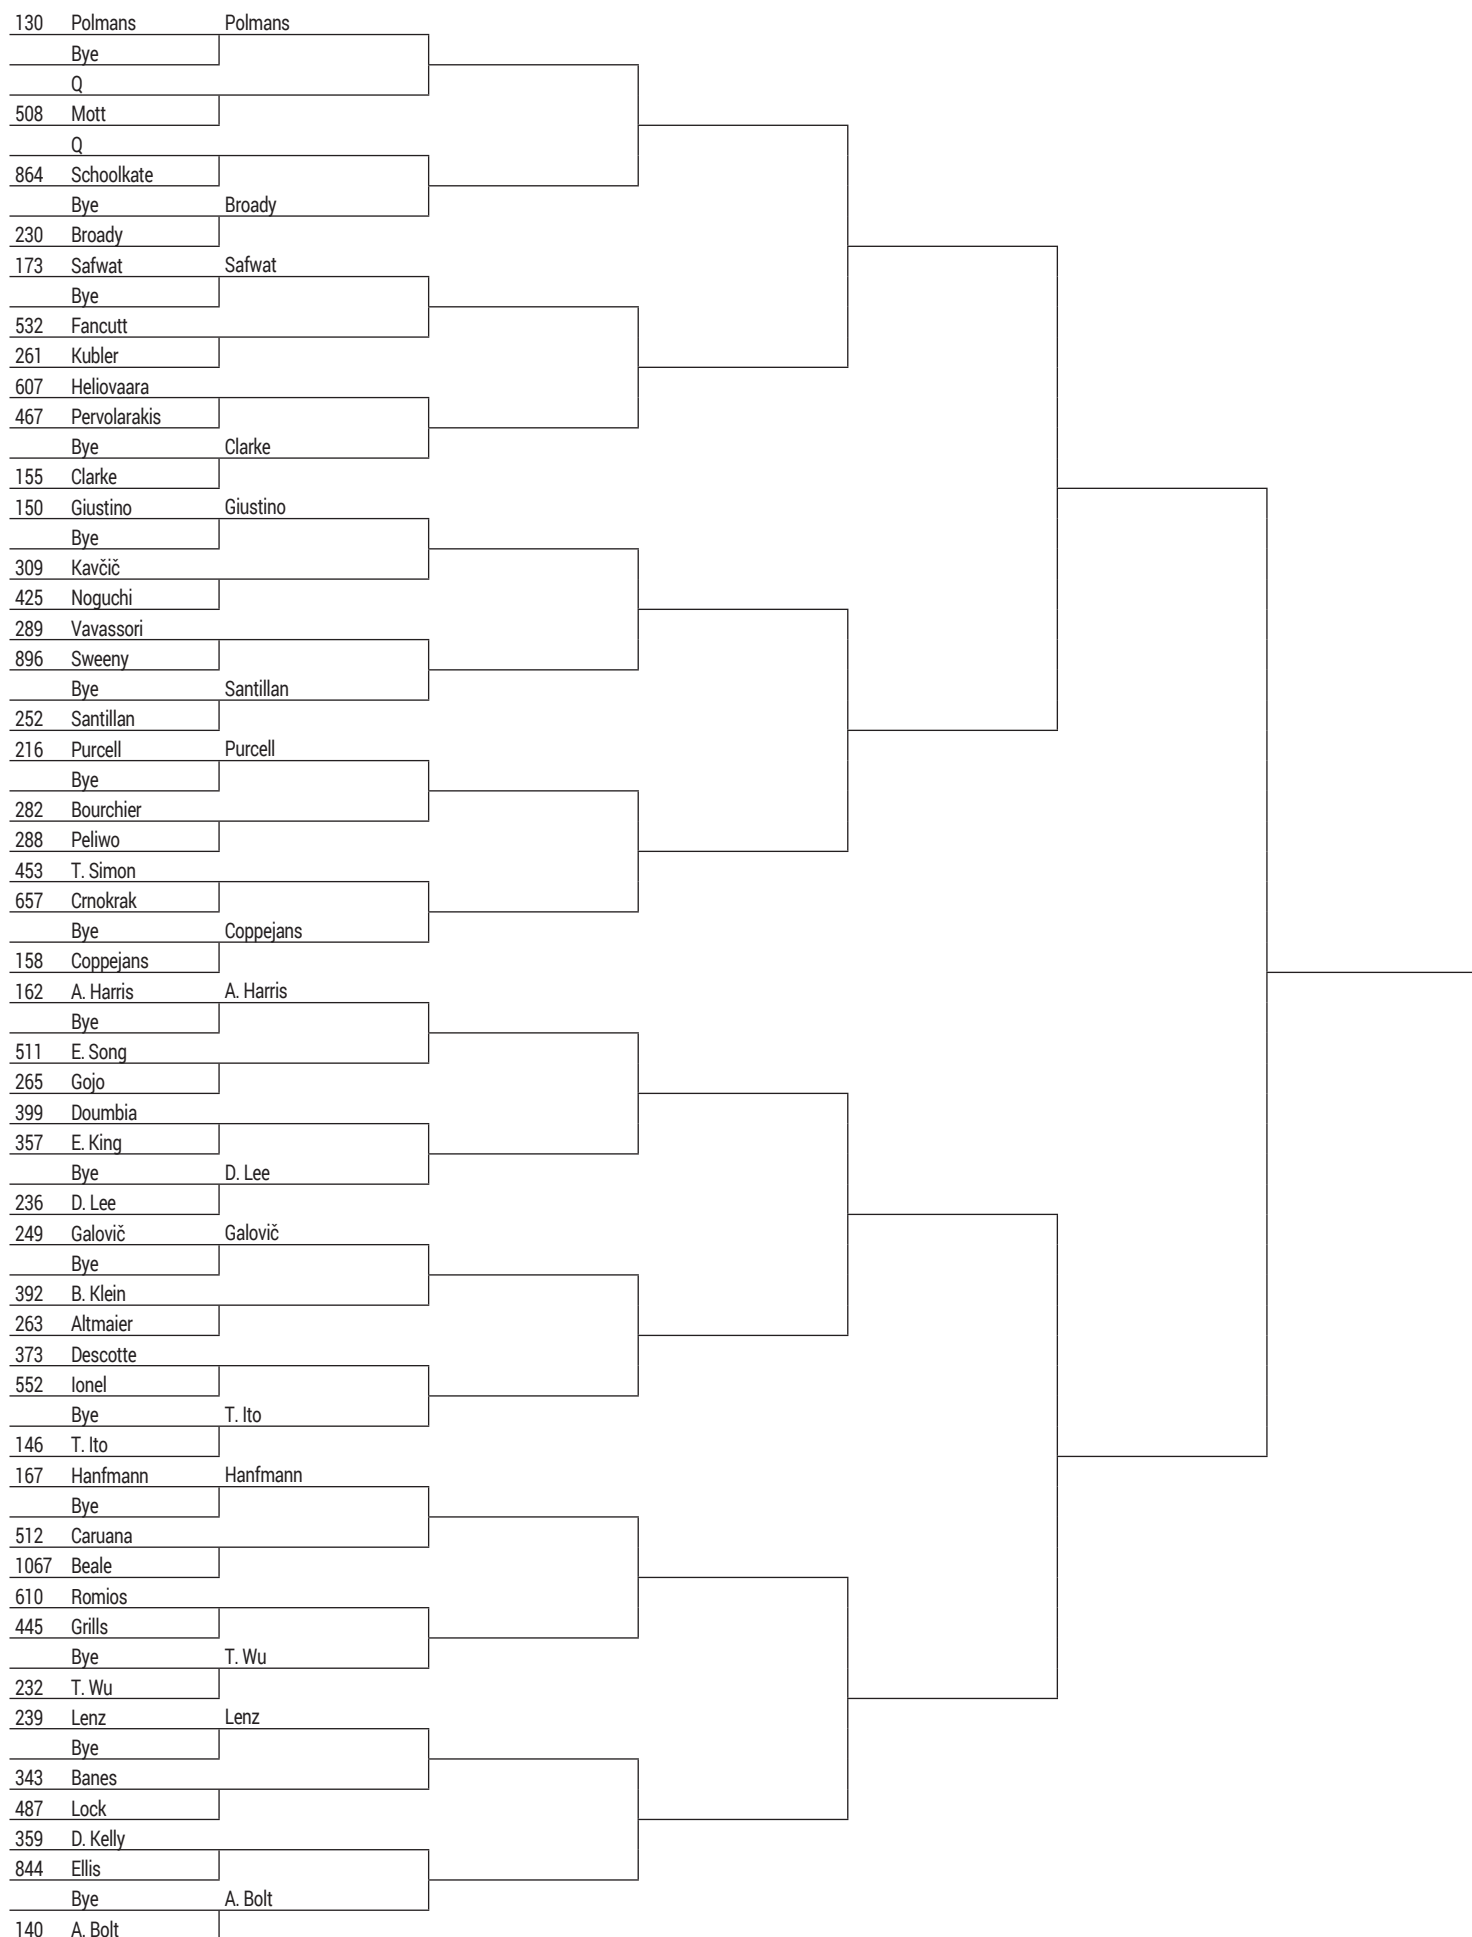 130 Polmans Polmans
Bye
Q
508 Mott
Q
864 Schoolkate
Bye Broady
230 Broady
173 Safwat Safwat
Bye
532 Fancutt
261 Kubler
607 Heliovaara
467 Pervolarakis
Bye Clarke
155 Clarke
150 Giustino Giustino
Bye
309 Kavčič
425 Noguchi
289 Vavassori
896 Sweeny
Bye Santillan
252 Santillan
216 Purcell Purcell
Bye
282 Bourchier
288 Peliwo
453 T. Simon
657 Crnokrak
Bye Coppejans
158 Coppejans
162 A. Harris A. Harris
Bye
511 E. Song
265 Gojo
399 Doumbia
357 E. King
Bye D. Lee
236 D. Lee
249 Galovič Galovič
Bye
392 B. Klein
263 Altmaier
373 Descotte
552 Ionel
Bye T. Ito
146 T. Ito
167 Hanfmann Hanfmann
Bye
512 Caruana
1067 Beale
610 Romios
445 Grills
Bye T. Wu
232 T. Wu
239 Lenz Lenz
Bye
343 Banes
487 Lock
359 D. Kelly
844 Ellis
Bye A. Bolt
140 A. Bolt